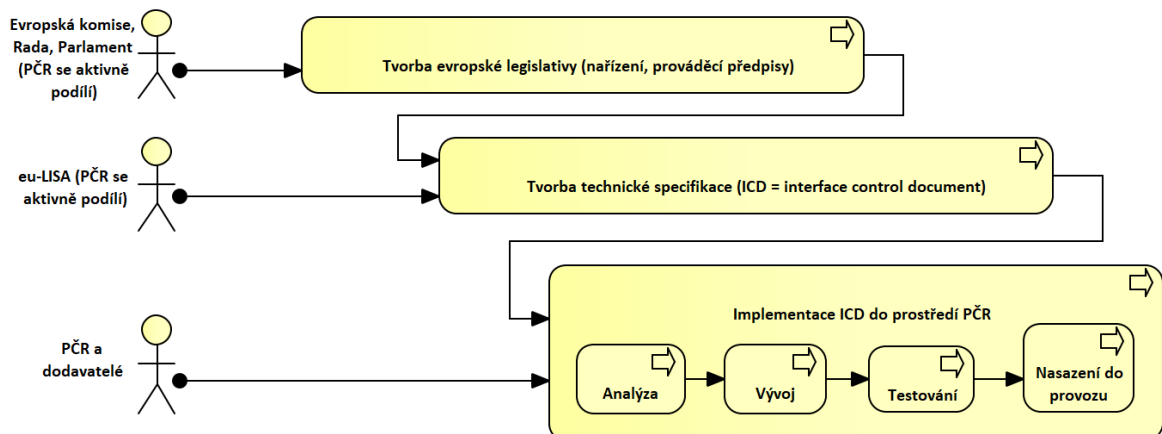 Evropská komise,
Rada, Parlament
(PČR se aktivně
podílí)
Tvorba evropské legislativy (nařízení, prováděcí předpisy)
eu-LISA (PČR se
aktivně podílí)
Tvorba technické specifikace (ICD = interface control document)
PČR a
dodavatelé
Implementace ICD do prostředí PČR
Analýza
Vývoj
Testování
Nasazení do
provozu